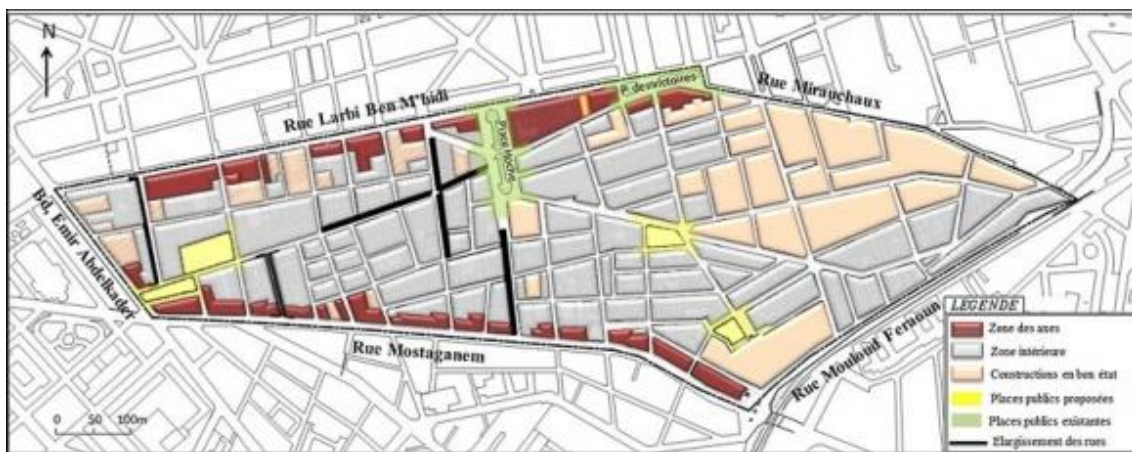 N
Rue Larbi Ben M'hidi
P. des victoires
Rue Mirauchaux
Bd, Emir Abdelkader
Rue Mostaganem
Rue Mouloud Feraoun
0 50 100m
LEGENDE
Zone des axes
Zone intérieure
Constructions en bon état
Places publics proposées
Places publics existantes
Elargissement des rues